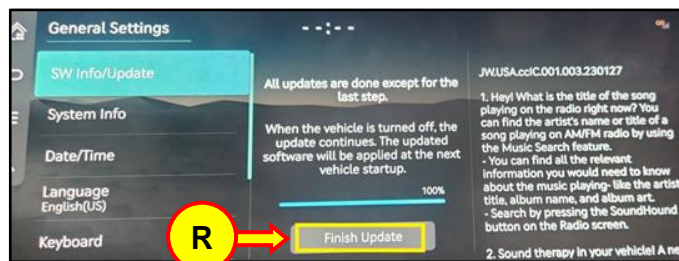 General Settings
--:--
SW Info/Update
System Info
Date/Time
Language
English(US)
Keyboard
All updates are done except for the
last step.
When the vehicle is turned off, the
update continues. The updated
software will be applied at the next
vehicle startup.
100%
Finish Update
R
JW.USA.ccIC.001.003.230127
1. Hey! What is the title of the song
playing on the radio right now? You
can find the artist's name or title of a
song playing on AM/FM radio by using
the Music Search feature.
- You can find all the relevant
information you would need to know
about the music playing- like the artist
title, album name, and album art.
- Search by pressing the SoundHound
button on the Radio screen.
2. Sound therapy in your vehicle! A ne